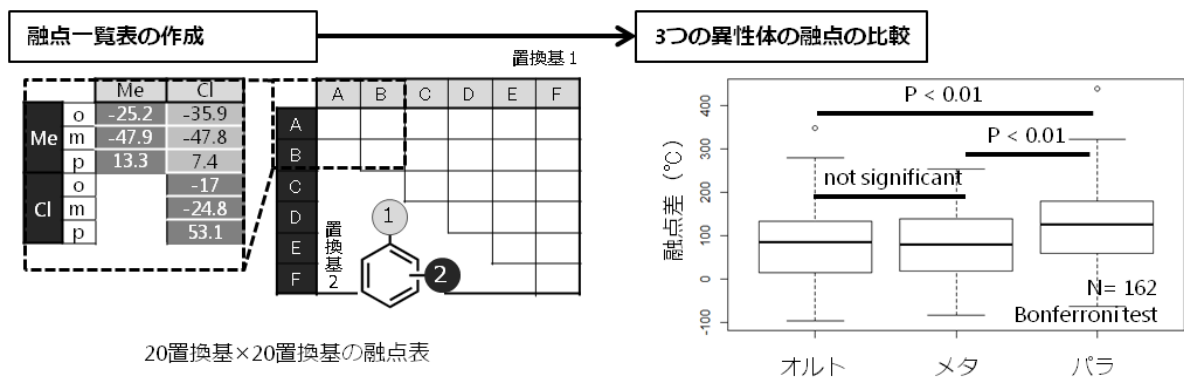 融点一覧表の作成
3つの異性体の融点の比較
置換基1
Me Cl
Me o -25.2 -35.9
m -47.9 -47.8
p 13.3 7.4
Cl o -17
m -24.8
p 53.1
A B C D E F
A
B
C
D
E
F
置換基2
1
2
20置換基×20置換基の融点表
融点差 (℃)
400
300
200
100
0
-100
P < 0.01
P < 0.01
not significant
N= 162
Bonferroni test
オルト メタ パラ